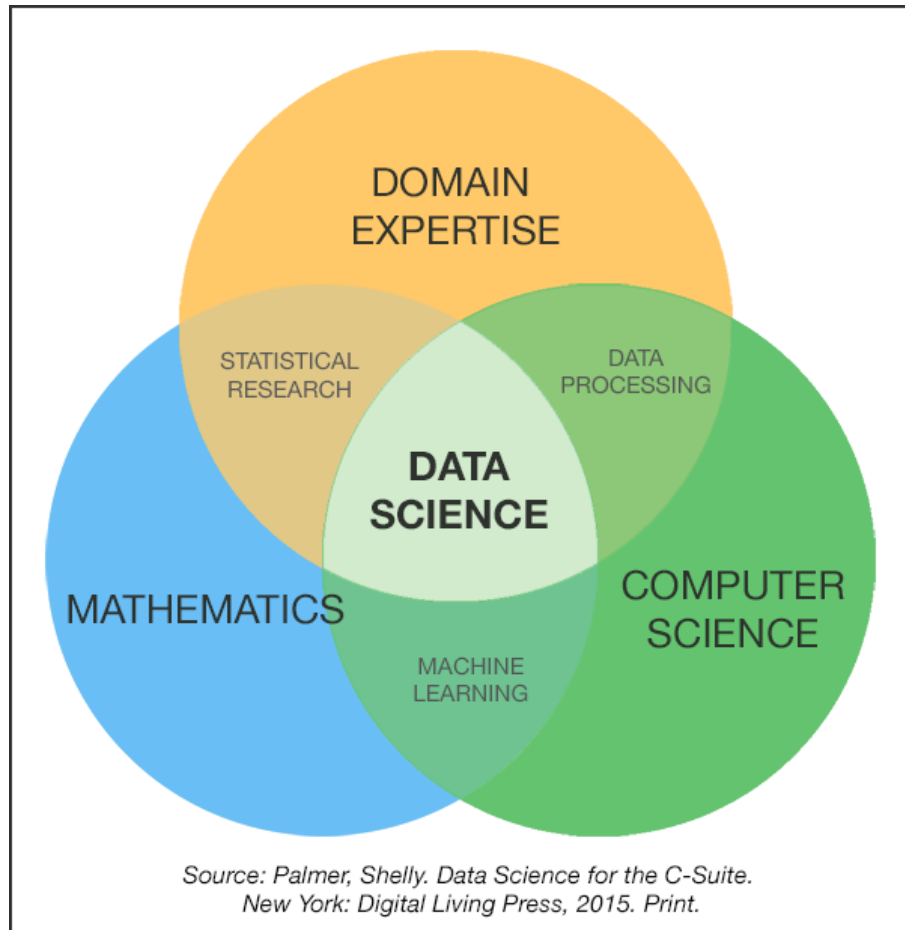 DOMAIN
EXPERTISE
STATISTICAL
RESEARCH
DATA
PROCESSING
DATA
SCIENCE
MATHEMATICS
COMPUTER
SCIENCE
MACHINE
LEARNING
Source: Palmer, Shelly. Data Science for the C-Suite.
New York: Digital Living Press, 2015. Print.